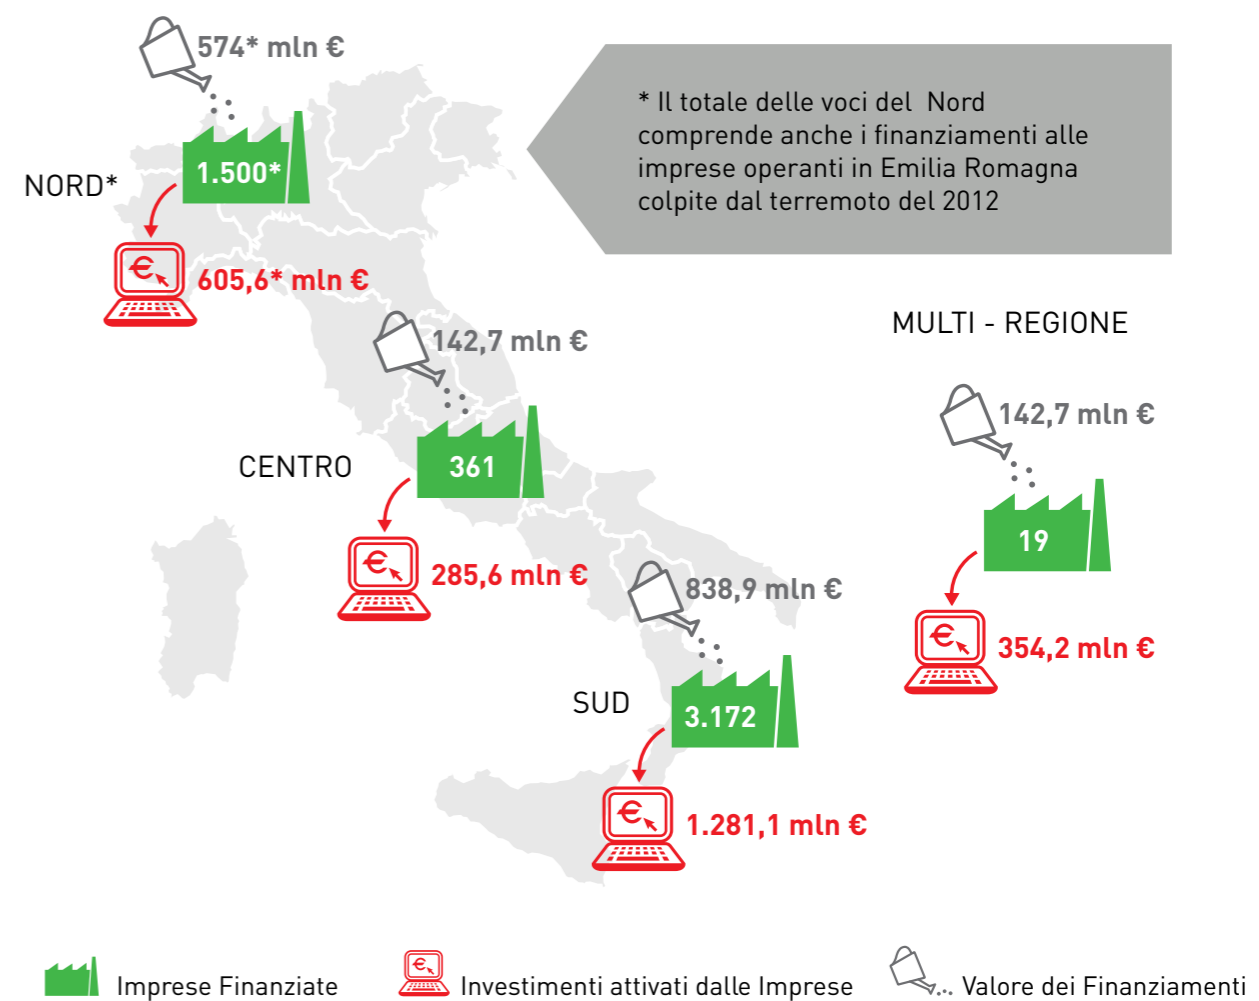 574* mln €
* Il totale delle voci del Nord
comprende anche i finanziamenti alle
imprese operanti in Emilia Romagna
colpite dal terremoto del 2012
NORD*
1.500*
605,6* mln €
142,7 mln €
CENTRO
361
285,6 mln €
MULTI - REGIONE
142,7 mln €
19
354,2 mln €
838,9 mln €
SUD
3.172
1.281,1 mln €
Imprese Finanziate
Investimenti attivati dalle Imprese
Valore dei Finanziamenti